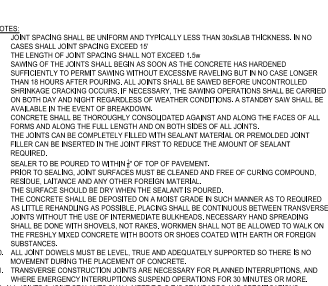 OTES:
JOINT SPACING SHALL BE UNIFORM AND TYPICALLY LESS THAN 30xSLAB THICKNESS. IN NO
CASES SHALL JOINT SPACING EXCEED 15'
THE LENGTH OF JOINT SPACING SHALL NOT EXCEED 1.5w
SAWING OF THE JOINTS SHALL BEGIN AS SOON AS THE CONCRETE HAS HARDENED
SUFFICIENTLY TO PERMIT SAWING WITHOUT EXCESSIVE RAVELING BUT IN NO CASE LONGER
THAN 18 HOURS AFTER POURING, ALL JOINTS SHALL BE SAWED BEFORE UNCONTROLLED
SHRINKAGE CRACKING OCCURS. IF NECESSARY, THE SAWING OPERATIONS SHALL BE CARRIED
ON BOTH DAY AND NIGHT REGARDLESS OF WEATHER CONDITIONS. A STANDBY SAW SHALL BE
AVAILABLE IN THE EVENT OF BREAKDOWN.
CONCRETE SHALL BE THOROUGHLY CONSOLIDATED AGAINST AND ALONG THE FACES OF ALL
FORMS AND ALONG THE FULL LENGTH AND ON BOTH SIDES OF ALL JOINTS.
THE JOINTS CAN BE COMPLETELY FILLED WITH SEALANT MATERIAL OR PREMOLDED JOINT
FILLER CAN BE INSERTED IN THE JOINT FIRST TO REDUCE THE AMOUNT OF SEALANT
REQUIRED.
SEALER TO BE POURED TO WITHIN OF TOP OF PAVEMENT.
PRIOR TO SEALING, JOINT SURFACES MUST BE CLEANED AND FREE OF CURING COMPOUND,
RESIDUE, LAITANCE AND ANY OTHER FOREIGN MATERIAL.
THE SURFACE SHOULD BE DRY WHEN THE SEALANT IS POURED.
THE CONCRETE SHALL BE DEPOSITED ON A MOIST GRADE IN SUCH MANNER AS TO REQUIRED
AS LITTLE REHANDLING AS POSSIBLE. PLACING SHALL BE CONTINUOUS BETWEEN TRANSVERSE
JOINTS WITHOUT THE USE OF INTERMEDIATE BULKHEADS, NECESSARY HAND SPREADING
SHALL BE DONE WITH SHOVELS, NOT RAKES, WORKMEN SHALL NOT BE ALLOWED TO WALK ON
THE FRESHLY MIXED CONCRETE WITH BOOTS OR SHOES COATED WITH EARTH OR FOREIGN
SUBSTANCES.
ALL JOINT DOWELS MUST BE LEVEL, TRUE AND ADEQUATELY SUPPORTED SO THERE IS NO
MOVEMENT DURING THE PLACEMENT OF CONCRETE.
TRANSVERSE CONSTRUCTION JOINTS ARE NECESSARY FOR PLANNED INTERRUPTIONS, AND
WHERE EMERGENCY INTERRUPTIONS SUSPEND OPERATIONS FOR 30 MINUTES OR MORE.